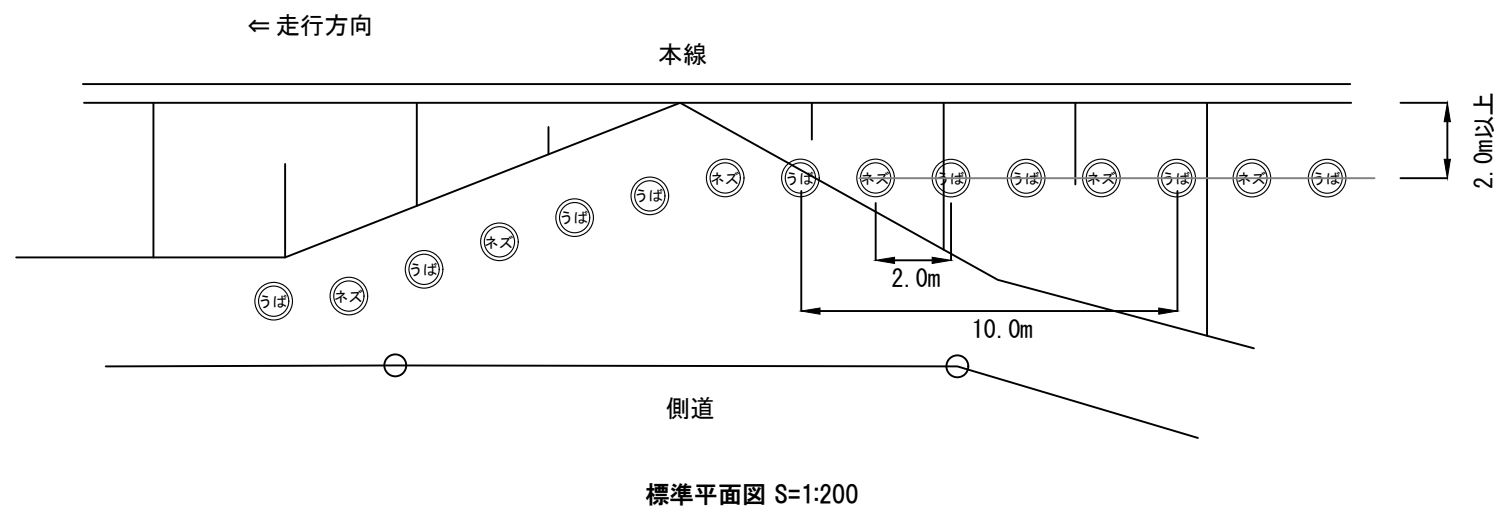 ⇐ 走行方向
本線
2.0m以上
ネズ うば ネズ うば うば ネズ うば ネズ うば
うば
うば
ネズ
うば
うば ネズ
2.0m
10.0m
側道
標準平面図 S=1:200